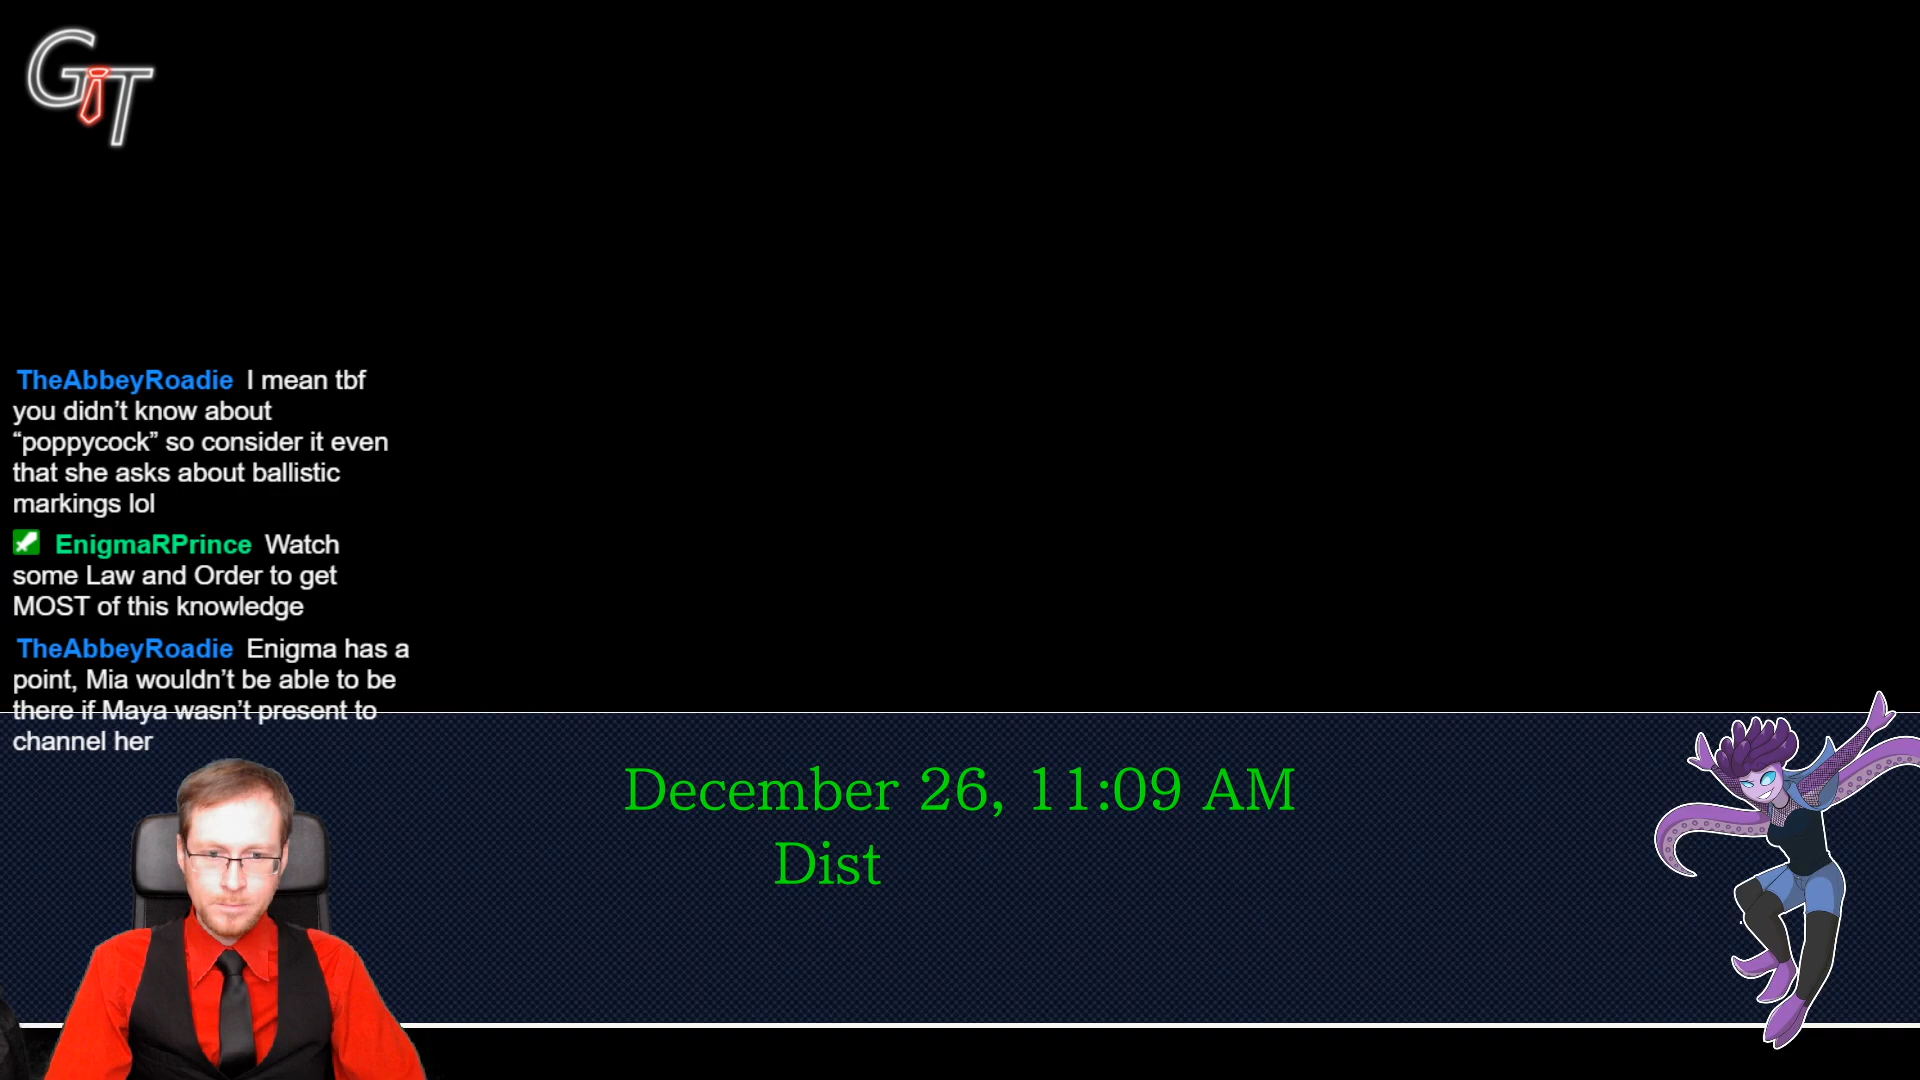 GiT
TheAbbeyRoadie I mean tbf
you didn’t know about
“poppycock” so consider it even
that she asks about ballistic
markings lol
EnigmaRPrince Watch
some Law and Order to get
MOST of this knowledge
TheAbbeyRoadie Enigma has a
point, Mia wouldn’t be able to be
there if Maya wasn’t present to
channel her
December 26, 11:09 AM
Dist